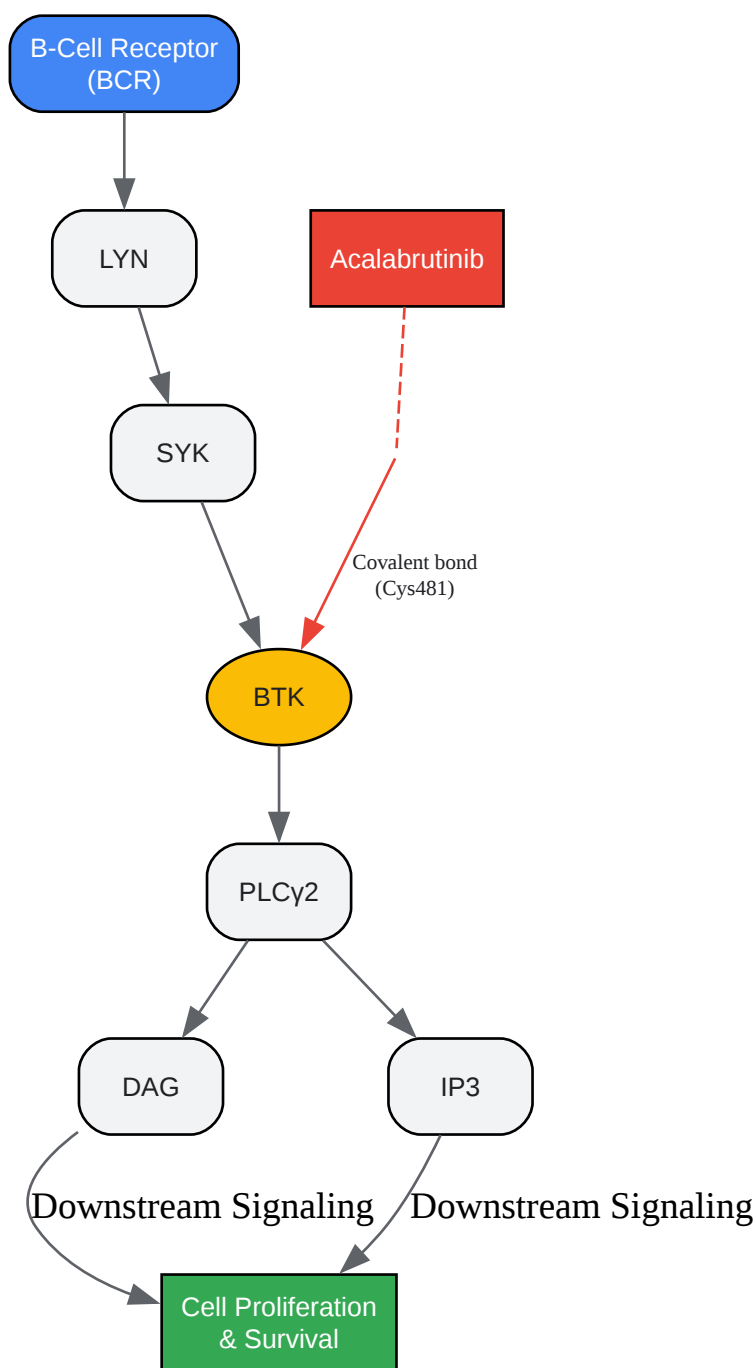 B-Cell Receptor
(BCR)
LYN
Acalabrutinib
SYK
Covalent bond
(Cys481)
BTK
PLCγ2
DAG
IP3
Downstream Signaling
Downstream Signaling
Cell Proliferation
& Survival